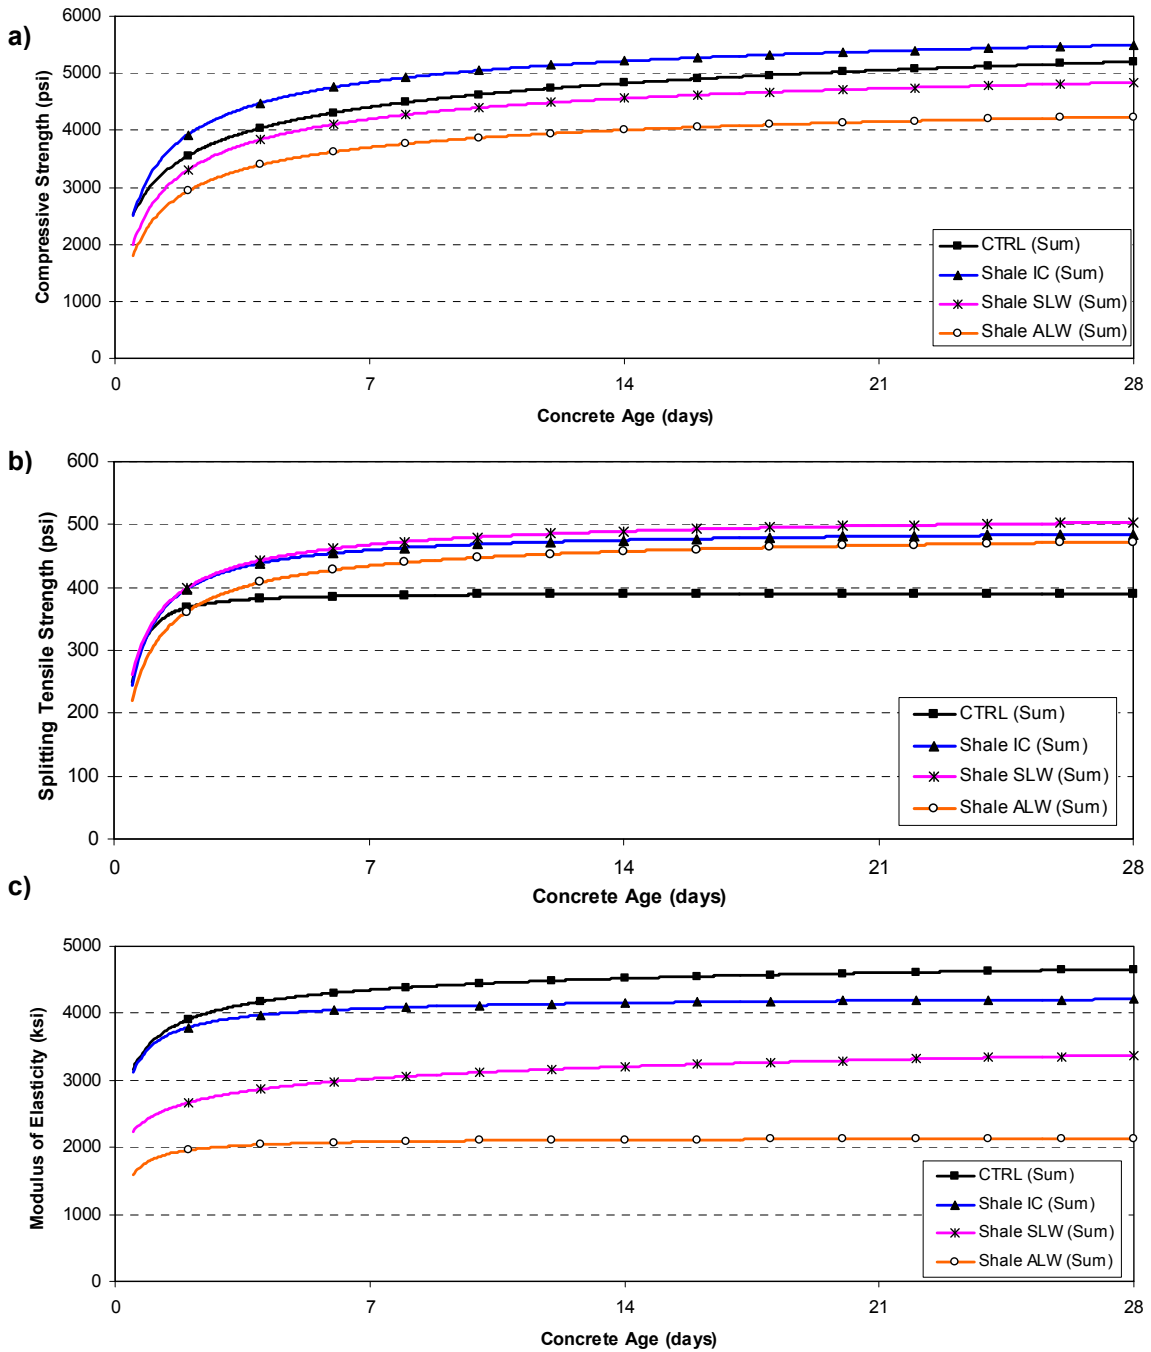 a)
Compressive Strength (psi)
6000
5000
4000
3000
2000
1000
0
CTRL (Sum)
Shale IC (Sum)
Shale SLW (Sum)
Shale ALW (Sum)
0 7 14 21 28
Concrete Age (days)
b)
Splitting Tensile Strength (psi)
600
500
400
300
200
100
0
CTRL (Sum)
Shale IC (Sum)
Shale SLW (Sum)
Shale ALW (Sum)
0 7 14 21 28
Concrete Age (days)
c)
Modulus of Elasticity (ksi)
5000
4000
3000
2000
1000
0
CTRL (Sum)
Shale IC (Sum)
Shale SLW (Sum)
Shale ALW (Sum)
0 7 14 21 28
Concrete Age (days)